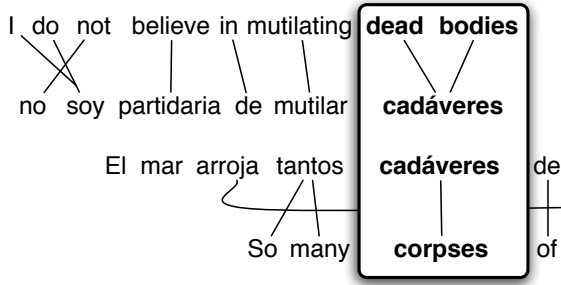 I do not believe in mutilating dead bodies
no soy partidaria de mutilar cadáveres
El mar arroja tantos cadáveres de
So many corpses of